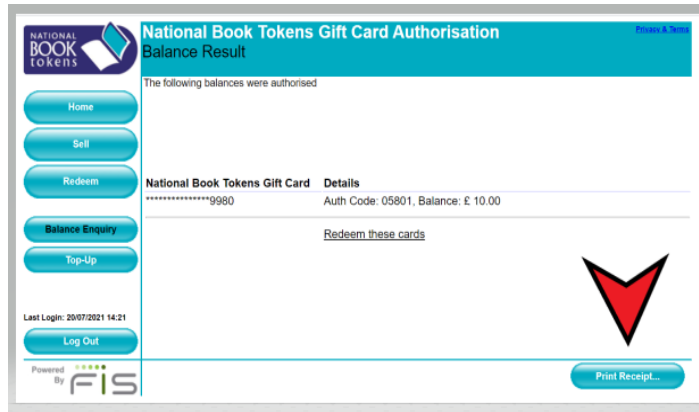 NATIONAL
BOOK
tokens
National Book Tokens Gift Card Authorisation
Privacy & Terms
Balance Result
The following balances were authorised
Home
Sell
Redeem
Balance Enquiry
Top-Up
Last Login: 20/07/2021 14:21
Log Out
National Book Tokens Gift Card Details
***************9980 Auth Code: 05801, Balance: £ 10.00
Redeem these cards
Powered
By FIS
Print Receipt...